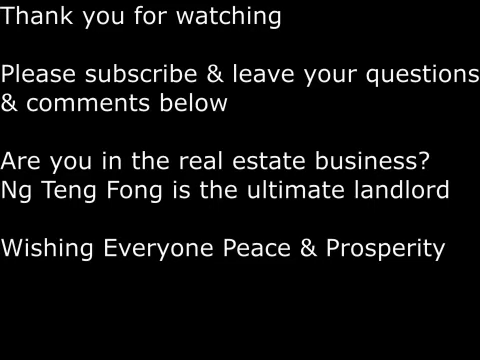 Thank you for watching
Please subscribe & leave your questions
& comments below
Are you in the real estate business?
Ng Teng Fong is the ultimate landlord
Wishing Everyone Peace & Prosperity